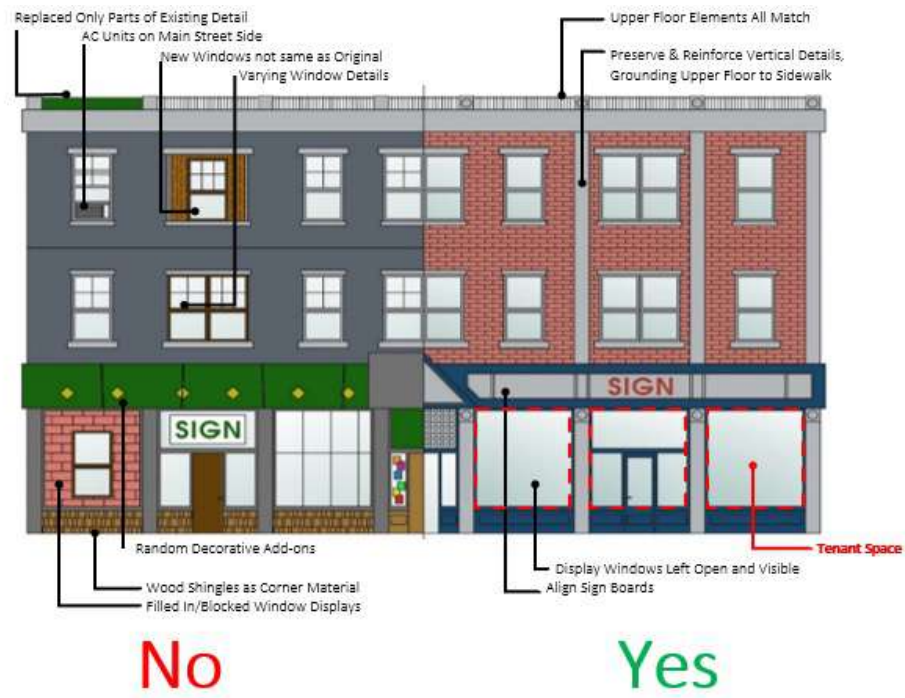 Replaced Only Parts of Existing Detail
AC Units on Main Street Side
New Windows not same as Original
Varying Window Details
Upper Floor Elements All Match
Preserve & Reinforce Vertical Details,
Grounding Upper Floor to Sidewalk
SIGN
SIGN
Random Decorative Add-ons
Wood Shingles as Corner Material
Filled In/Blocked Window Displays
Tenant Space
Display Windows Left Open and Visible
Align Sign Boards
No
Yes